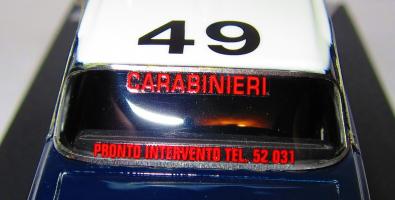 49
CARABINIERI
PRONTO INTERVENTO TEL. 52 031